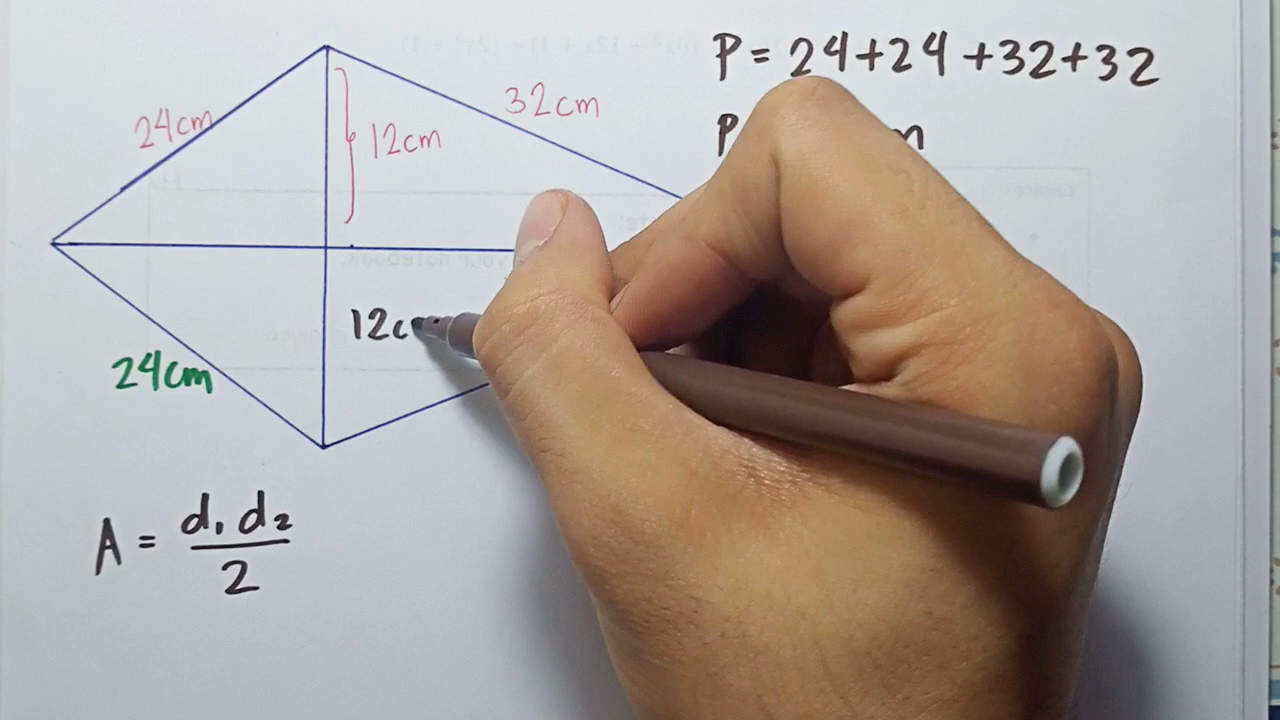 P = 24+24+32+32
P
m
24cm
32cm
12cm
12c
24cm
A = d₁ d₂
2